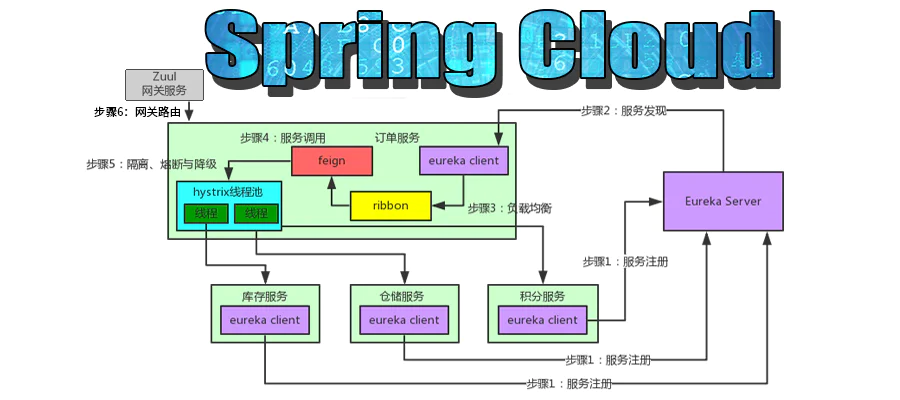 Spring Cloud
Zuul
网关服务
步骤6：网关路由
步骤2：服务发现
步骤4：服务调用
订单服务
feign
eureka client
步骤5：隔离、熔断与降级
hystrix线程池
线程
线程
ribbon
步骤3：负载均衡
Eureka Server
步骤1：服务注册
库存服务
eureka client
仓储服务
eureka client
积分服务
eureka client
步骤1：服务注册
步骤1：服务注册